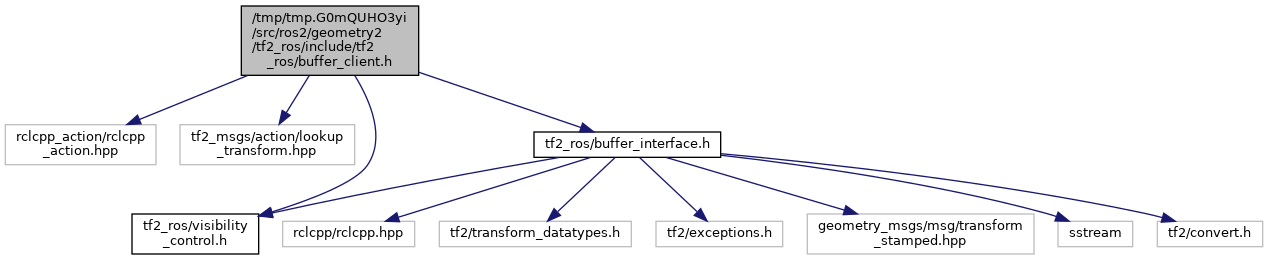 /tmp/tmp.G0mQUHO3yi
/src/ros2/geometry2
/tf2_ros/include/tf2
_ros/buffer_client.h
rclcpp_action/rclcpp
_action.hpp
tf2_msgs/action/lookup
_transform.hpp
tf2_ros/buffer_interface.h
tf2_ros/visibility
_control.h
rclcpp/rclcpp.hpp
tf2/transform_datatypes.h
tf2/exceptions.h
geometry_msgs/msg/transform
_stamped.hpp
sstream
tf2/convert.h